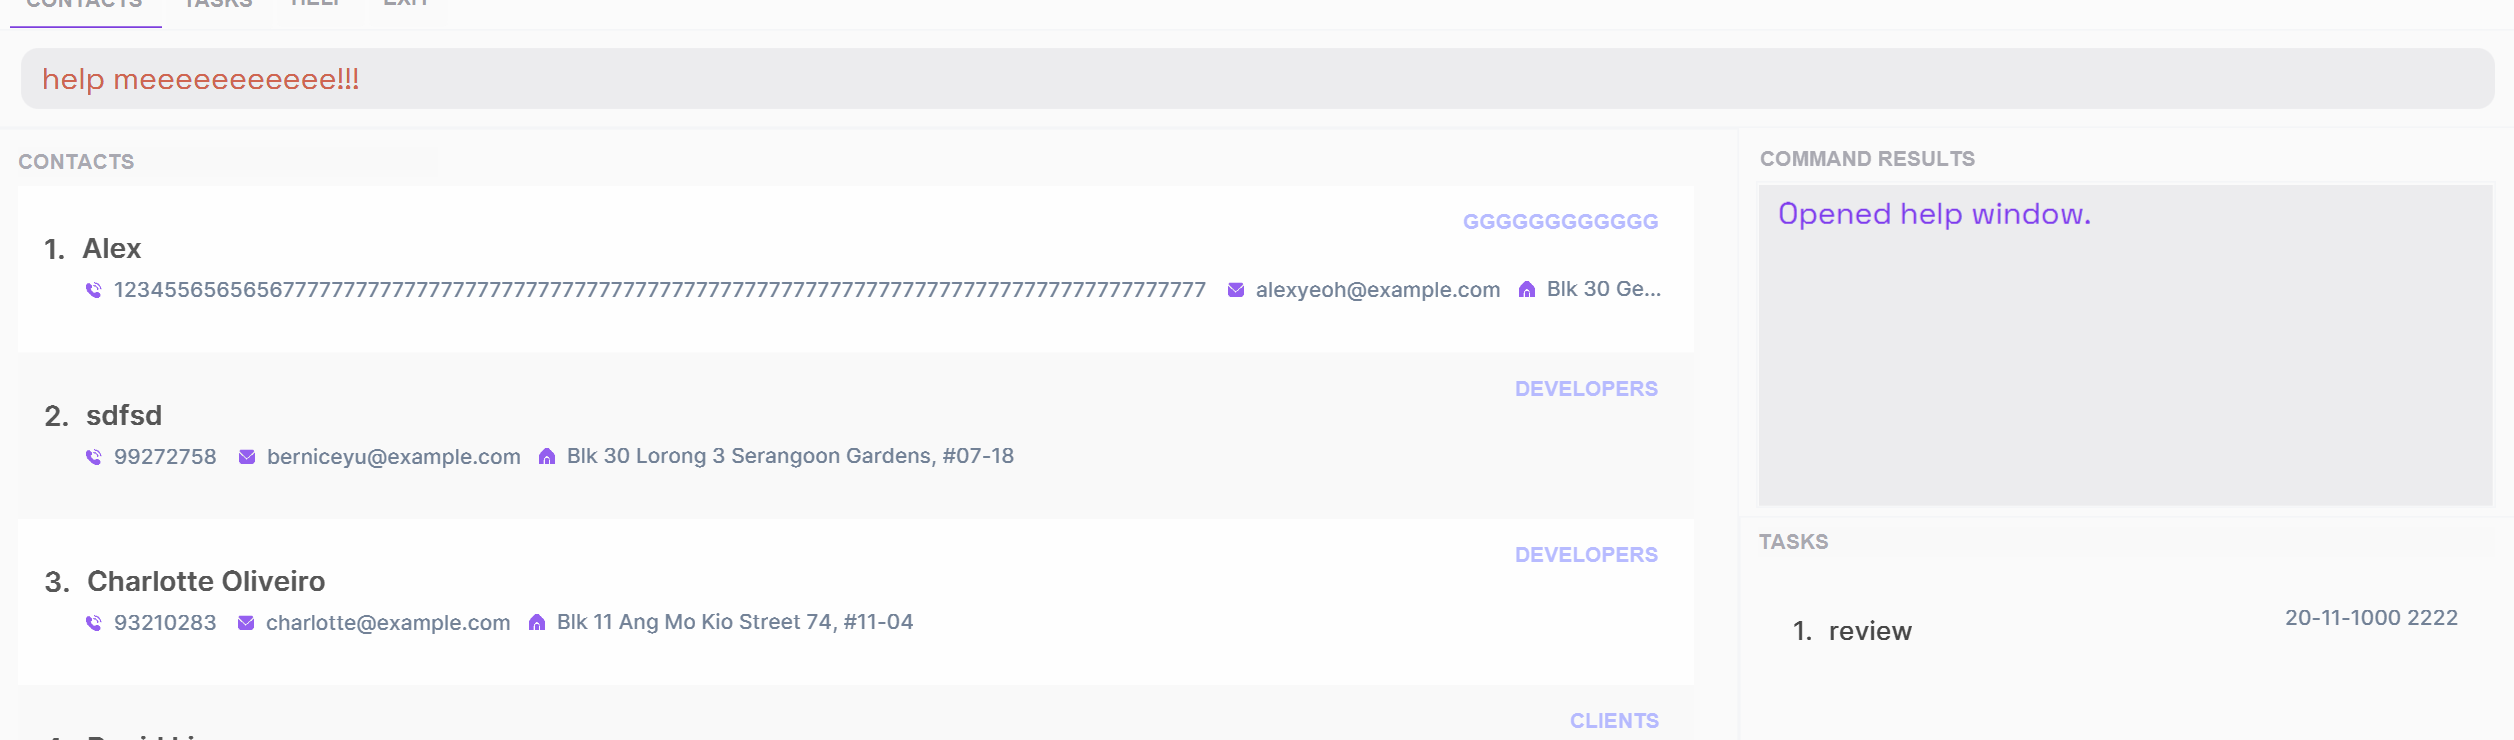 CONTACTS TASKS HELP EXIT
help meeeeeeeeeee!!!
CONTACTS
GGGGGGGGGGGG
1. Alex
alexyeoh@example.com Blk 30 Ge...
DEVELOPERS
2. sdfsd
99272758 berniceyu@example.com Blk 30 Lorong 3 Serangoon Gardens, #07-18
DEVELOPERS
3. Charlotte Oliveiro
93210283 charlotte@example.com Blk 11 Ang Mo Kio Street 74, #11-04
CLIENTS
COMMAND RESULTS
Opened help window.
TASKS
1. review
20-11-1000 2222